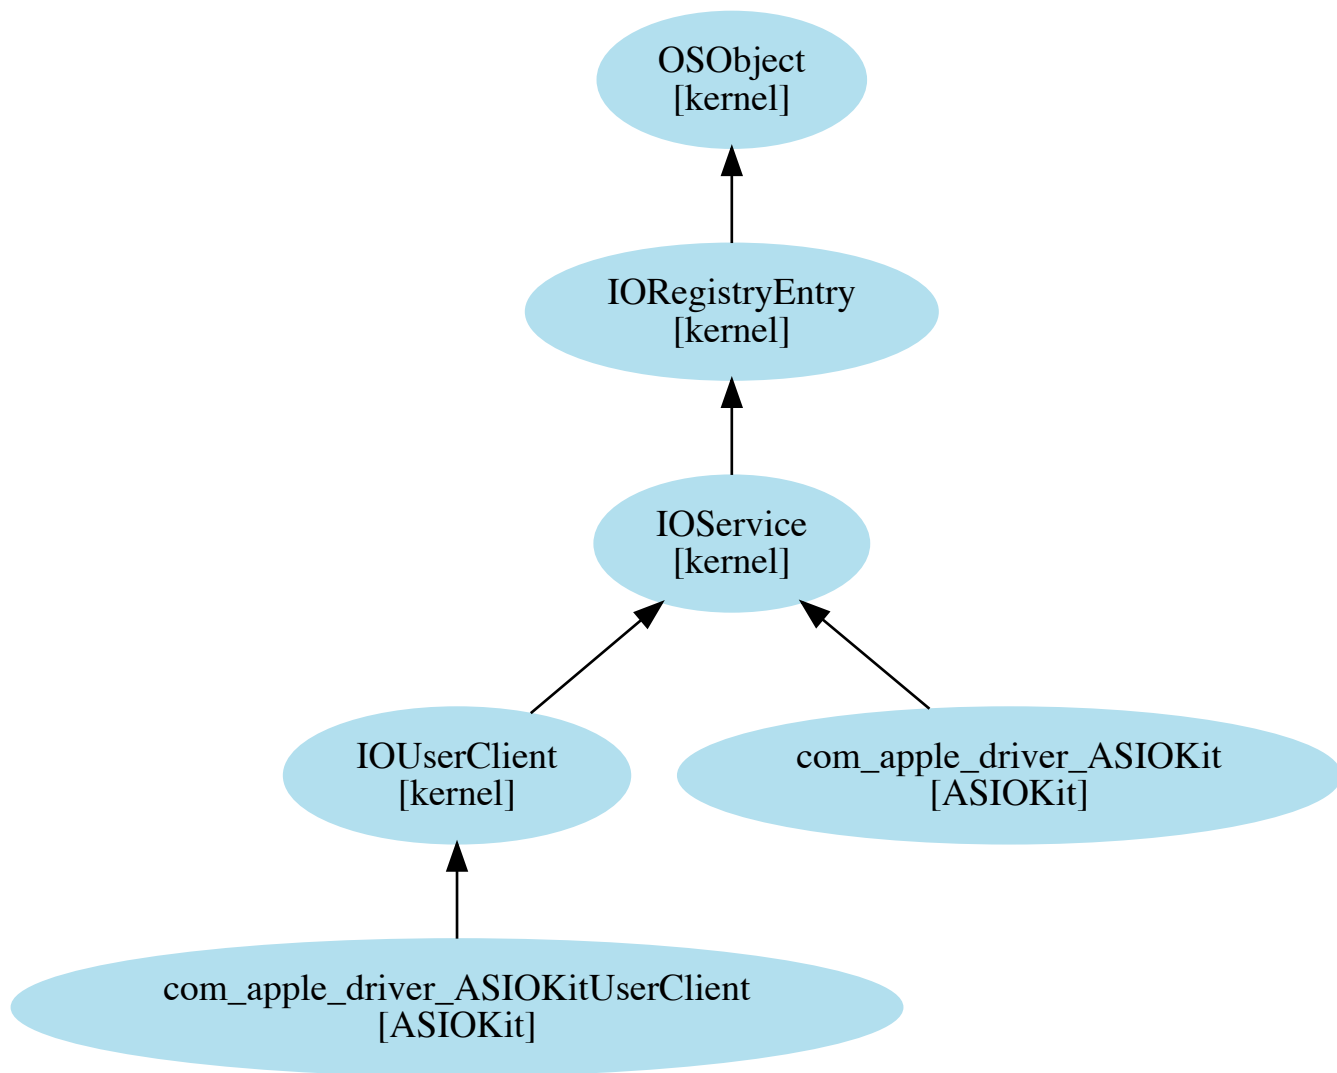 OSObject
[kernel]
IORegistryEntry
[kernel]
IOService
[kernel]
IOUserClient
[kernel]
com_apple_driver_ASIOKit
[ASIOKit]
com_apple_driver_ASIOKitUserClient
[ASIOKit]